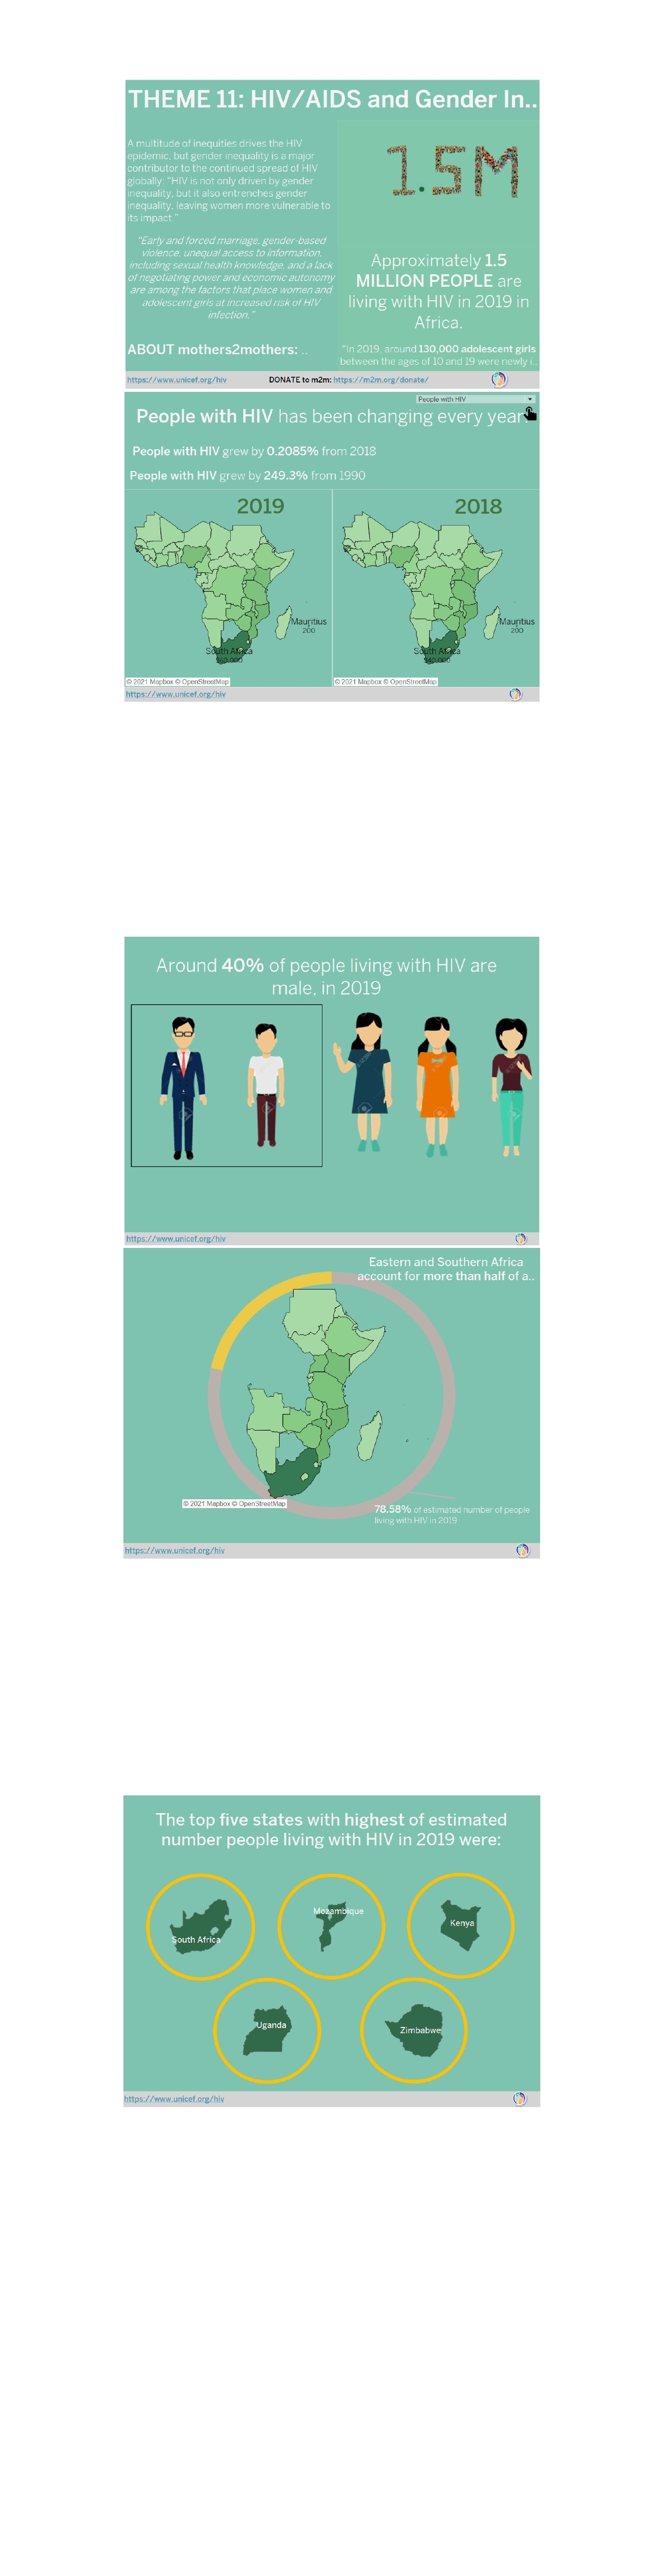 THEME 11: HIV/AIDS and Gender In..
A multitude of inequities drives the HIV
epidemic, but gender inequality is a major
contributor to the continued spread of HIV
globally: "HIV is not only driven by gender
inequality, but it also entrenches gender
inequality, leaving women more vulnerable to
its impact."
"Early and forced marriage, gender-based
violence, unequal access to information,
including sexual health knowledge, and a lack
of negotiating power and economic autonomy
are among the factors that place women and
adolescent girls at increased risk of HIV
infection."
ABOUT mothers2mothers: ..
1.5M
Approximately 1.5
MILLION PEOPLE are
living with HIV in 2019 in
Africa.
"In 2019, around 130,000 adolescent girls
between the ages of 10 and 19 were newly i..
https://www.unicef.org/hiv
DONATE to m2m: https://m2m.org/donate/
People with HIV
People with HIV has been changing every year
People with HIV grew by 0.2085% from 2018
People with HIV grew by 249.3% from 1990
2019
Mauritius
200
South Africa
© 2021 Mapbox © OpenStreetMap
2018
Mauritius
200
South Africa
© 2021 Mapbox © OpenStreetMap
https://www.unicef.org/hiv
Around 40% of people living with HIV are
male, in 2019
https://www.unicef.org/hiv
Eastern and Southern Africa
account for more than half of a..
© 2021 Mapbox © OpenStreetMap
78.58% of estimated number of people
living with HIV in 2019
https://www.unicef.org/hiv
The top five states with highest of estimated
number people living with HIV in 2019 were:
South Africa
Mozambique
Kenya
Uganda
Zimbabwe
https://www.unicef.org/hiv